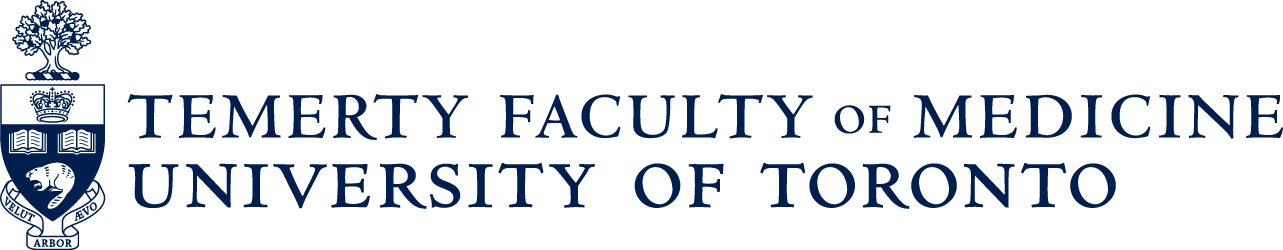 TEMERTY FACULTY OF MEDICINE
UNIVERSITY OF TORONTO
VELUT ARBOR ÆVO